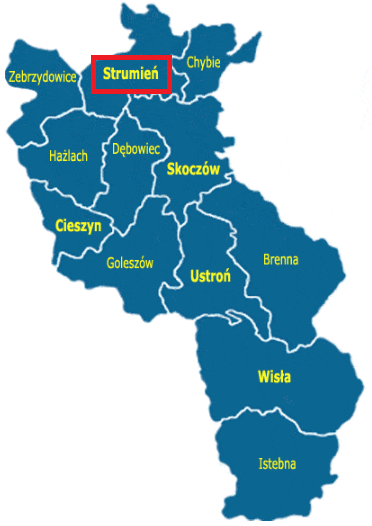 Chybie
Strumień
Zebrzydowice
Dębowiec
Hażlach
Skoczów
Cieszyn
Goleszów
Brenna
Ustroń
Wisła
Istebna